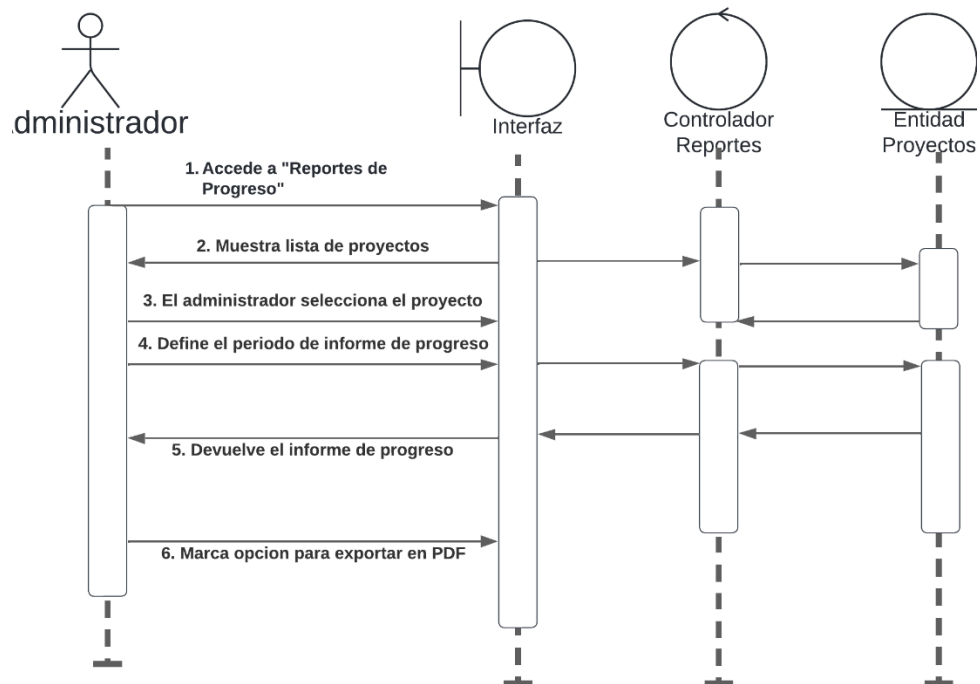 .dministrador
Interfaz
Controlador
Reportes
Entidad
Proyectos
1. Accede a "Reportes de
Progreso"
2. Muestra lista de proyectos
3. El administrador selecciona el proyecto
4. Define el periodo de informe de progreso
5. Devuelve el informe de progreso
6. Marca opcion para exportar en PDF